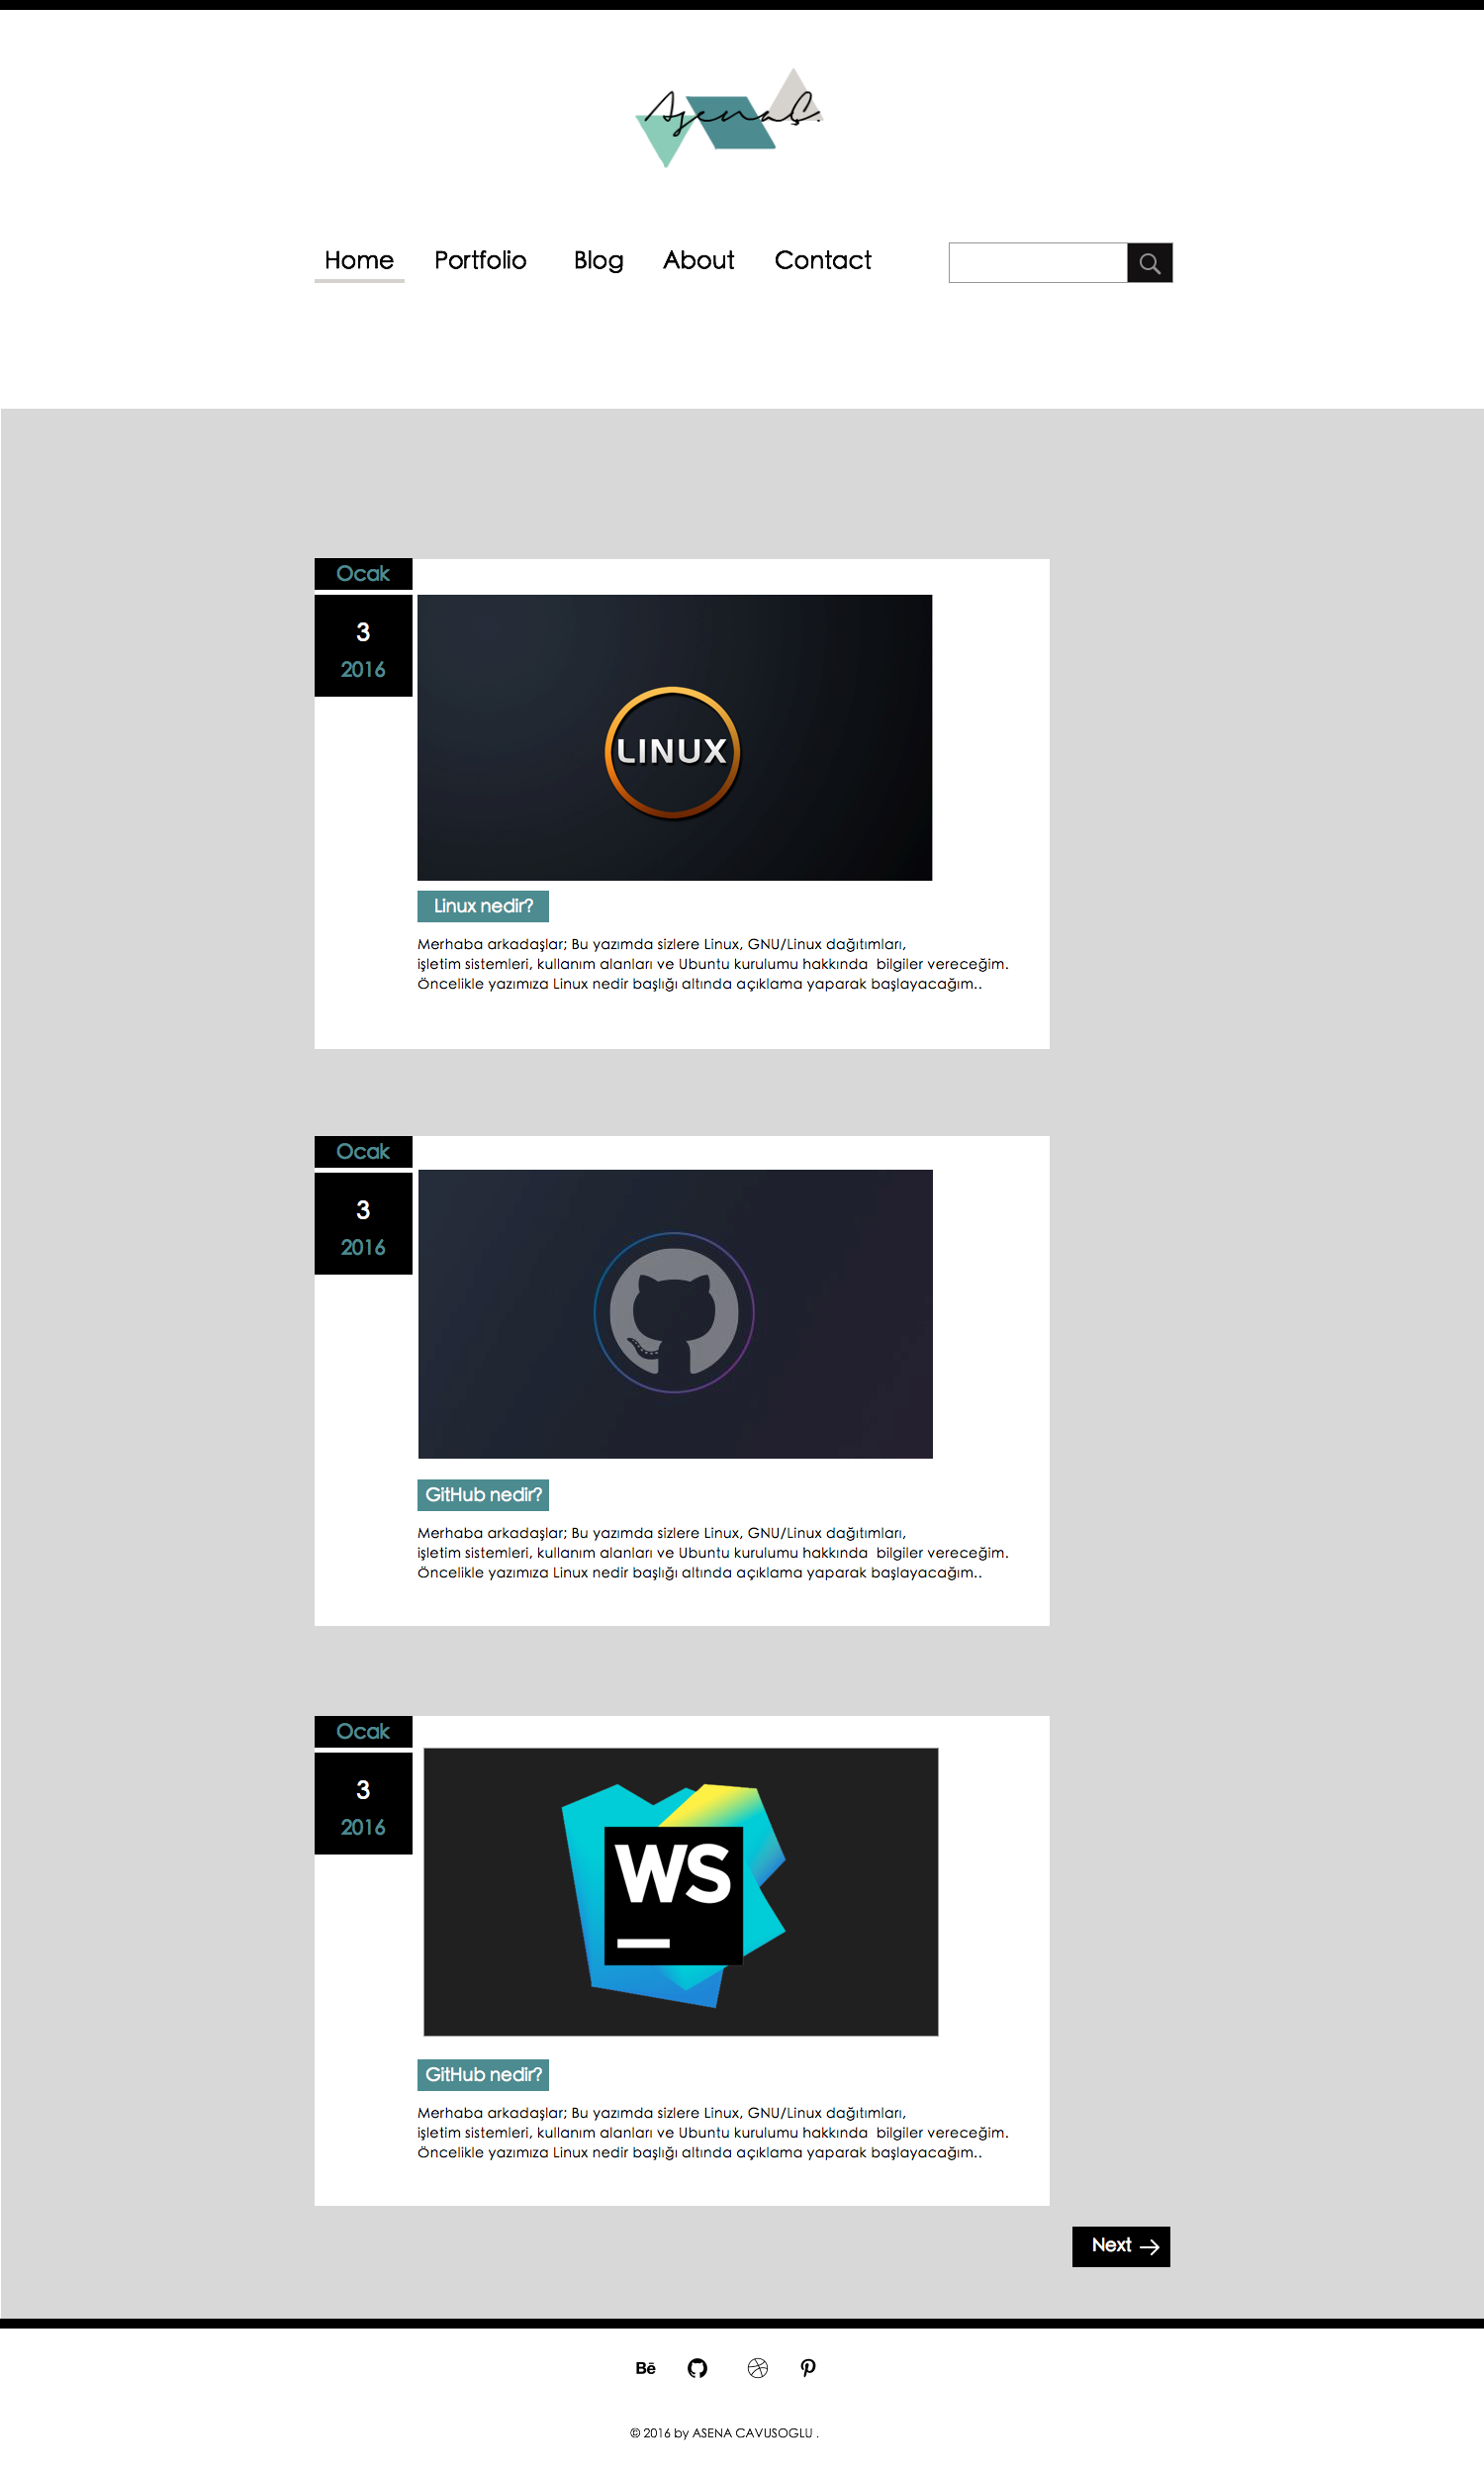 AsenaÇ.
Home Portfolio Blog About Contact
Ocak
3
2016
LINUX
Linux nedir?
Merhaba arkadaşlar; Bu yazımda sizlere Linux, GNU/Linux dağıtımları,
işletim sistemleri, kullanım alanları ve Ubuntu kurulumu hakkında  bilgiler vereceğim.
Öncelikle yazımıza Linux nedir başlığı altında açıklama yaparak başlayacağım..
Ocak
3
2016
GitHub nedir?
Merhaba arkadaşlar; Bu yazımda sizlere Linux, GNU/Linux dağıtımları,
işletim sistemleri, kullanım alanları ve Ubuntu kurulumu hakkında  bilgiler vereceğim.
Öncelikle yazımıza Linux nedir başlığı altında açıklama yaparak başlayacağım..
Ocak
3
2016
WS
GitHub nedir?
Merhaba arkadaşlar; Bu yazımda sizlere Linux, GNU/Linux dağıtımları,
işletim sistemleri, kullanım alanları ve Ubuntu kurulumu hakkında  bilgiler vereceğim.
Öncelikle yazımıza Linux nedir başlığı altında açıklama yaparak başlayacağım..
Next
Bē
© 2016 by ASENA CAVUSOGLU .